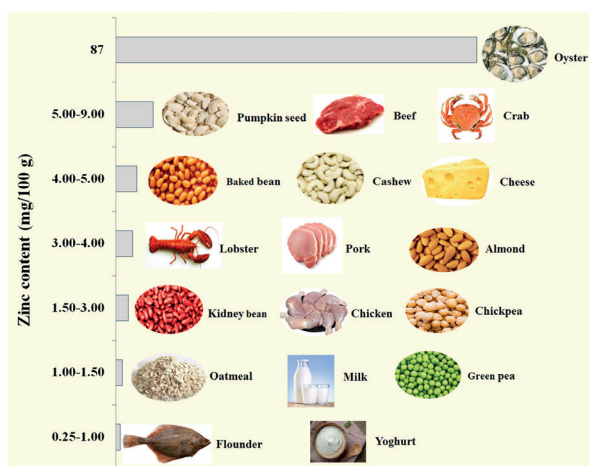 Zinc content (mg/100 g)
87
Oyster
5.00-9.00
Pumpkin seed
Beef
Crab
4.00-5.00
Baked bean
Cashew
Cheese
3.00-4.00
Lobster
Pork
Almond
1.50-3.00
Kidney bean
Chicken
Chickpea
1.00-1.50
Oatmeal
Milk
Green pea
0.25-1.00
Flounder
Yoghurt